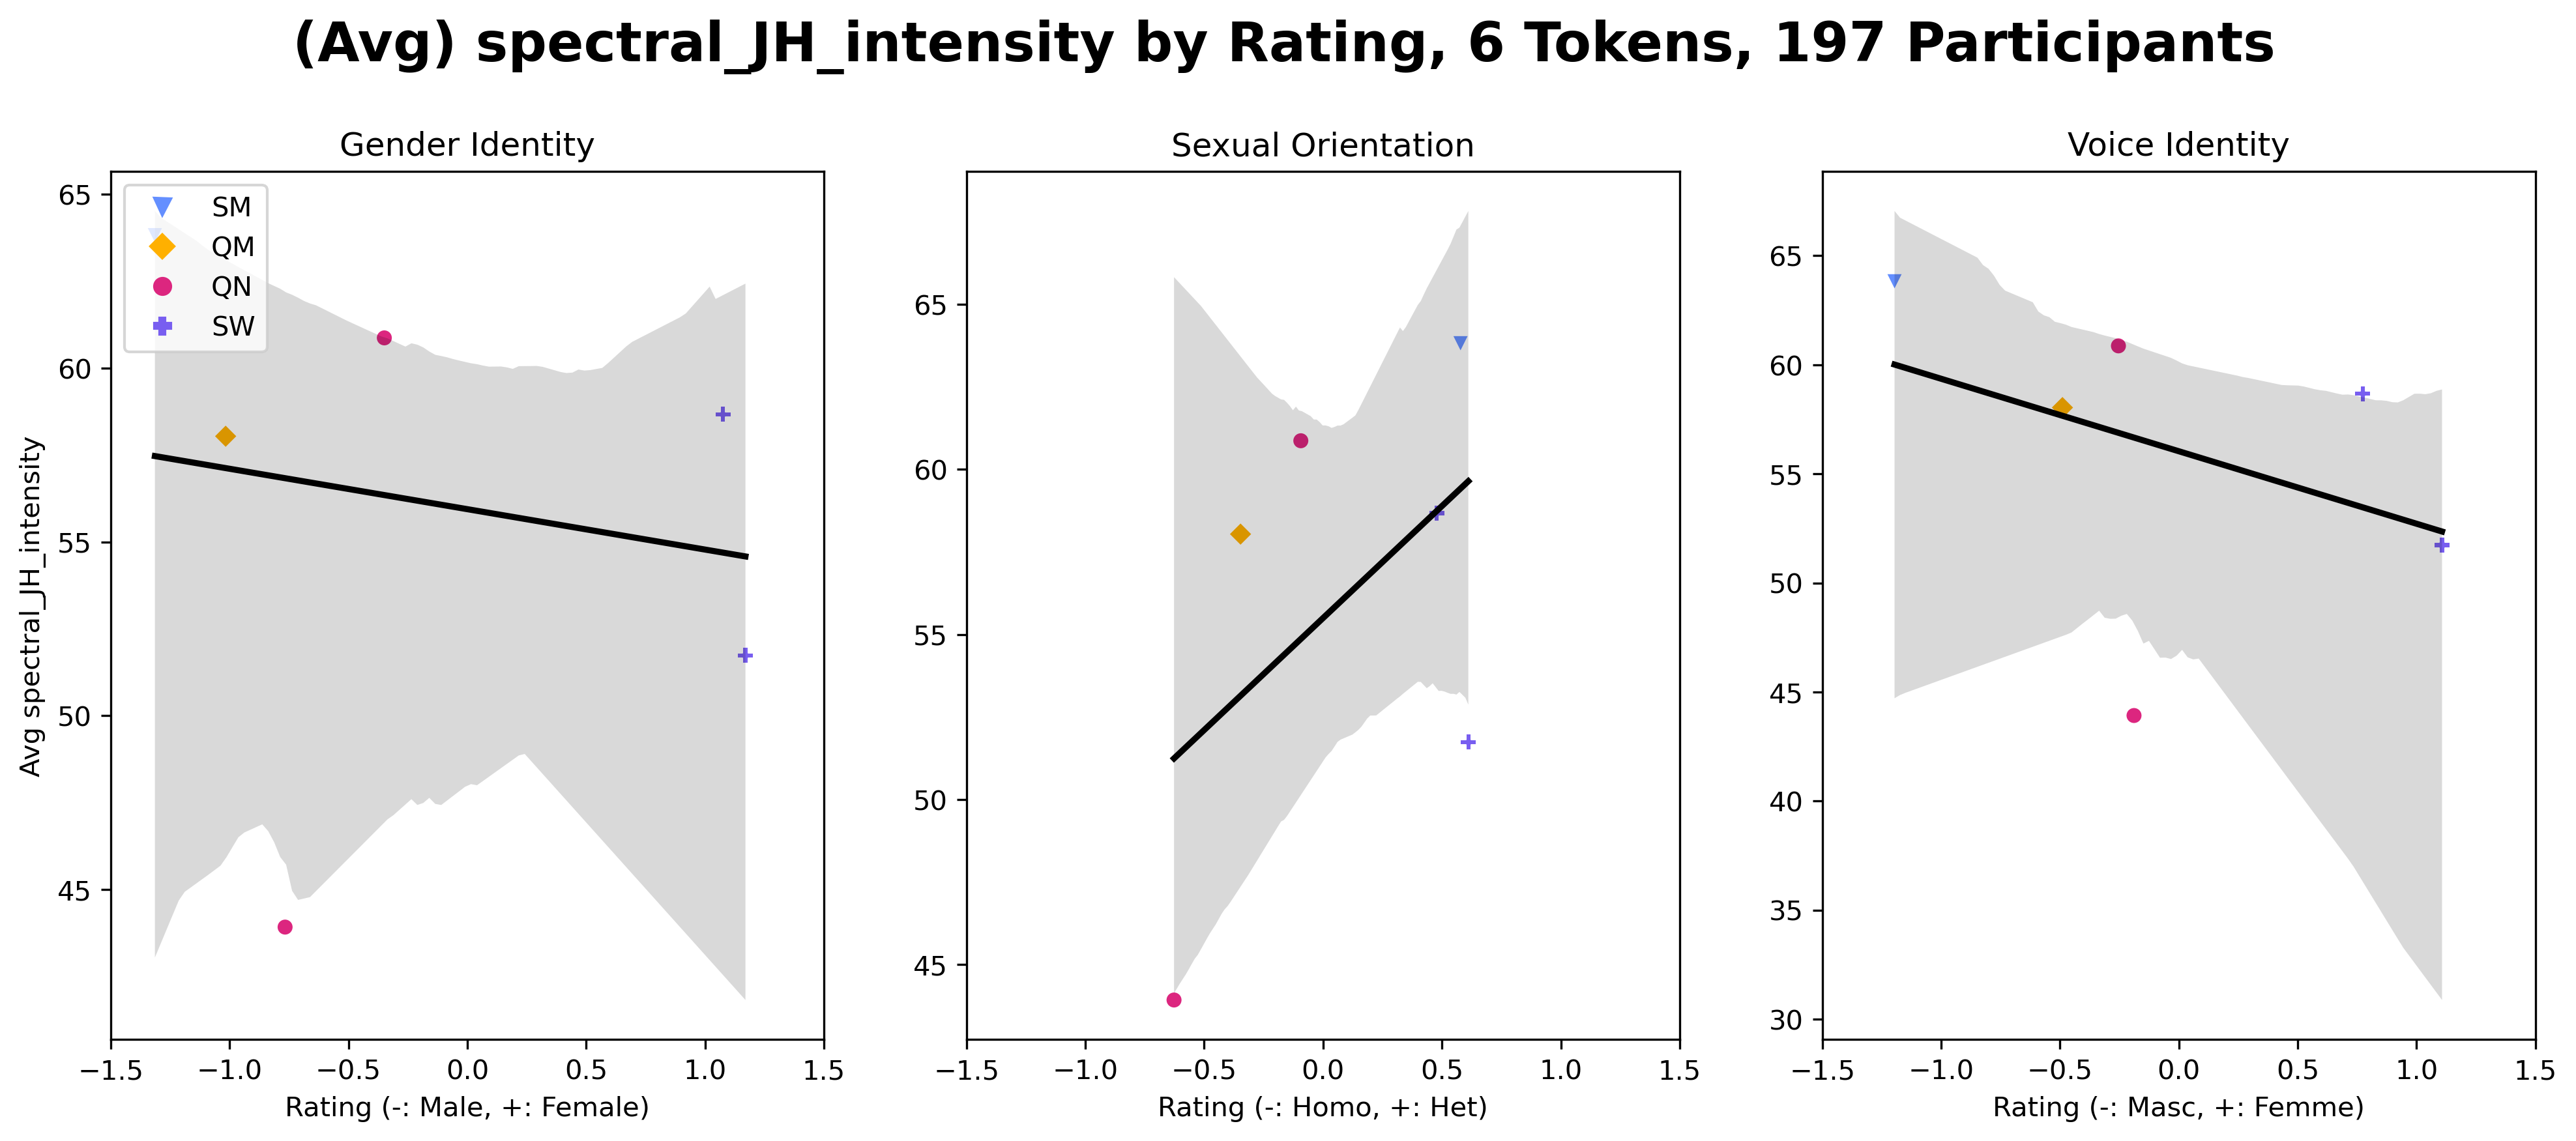 (Avg) spectral_JH_intensity by Rating, 6 Tokens, 197 Participants
Gender Identity
Sexual Orientation
Voice Identity
SM
QM
QN
SW
Avg spectral_JH_intensity
65
60
55
50
45
−1.5 −1.0 −0.5 0.0 0.5 1.0 1.5
Rating (-: Male, +: Female)
65
60
55
50
45
−1.5 −1.0 −0.5 0.0 0.5 1.0 1.5
Rating (-: Homo, +: Het)
65
60
55
50
45
40
35
30
−1.5 −1.0 −0.5 0.0 0.5 1.0 1.5
Rating (-: Masc, +: Femme)